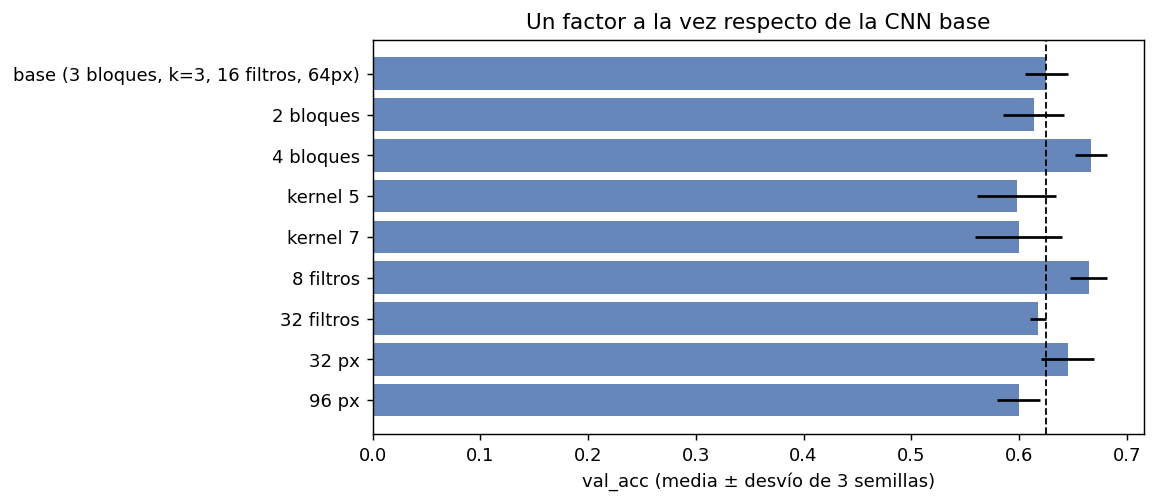 Un factor a la vez respecto de la CNN base
base (3 bloques, k=3, 16 filtros, 64px)
2 bloques
4 bloques
kernel 5
kernel 7
8 filtros
32 filtros
32 px
96 px
0.0 0.1 0.2 0.3 0.4 0.5 0.6 0.7
val_acc (media ± desvío de 3 semillas)